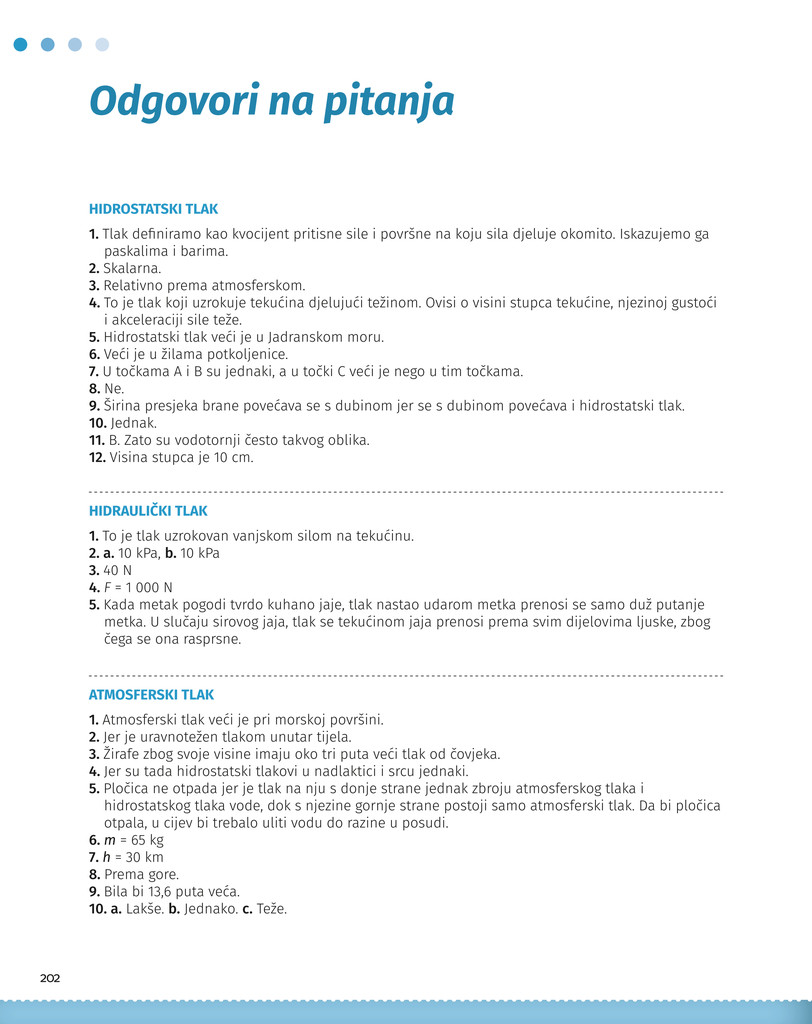 Odgovori na pitanja
HIDROSTATSKI TLAK
1. Tlak definiramo kao kvocijent pritisne sile i površne na koju sila djeluje okomito. Iskazujemo ga
paskalima i barima.
2. Skalarna.
3. Relativno prema atmosferskom.
4. To je tlak koji uzrokuje tekućina djelujući težinom. Ovisi o visini stupca tekućine, njezinoj gustoći
i akceleraciji sile teže.
5. Hidrostatski tlak veći je u Jadranskom moru.
6. Veći je u žilama potkoljenice.
7. U točkama A i B su jednaki, a u točki C veći je nego u tim točkama.
8. Ne.
9. Širina presjeka brane povećava se s dubinom jer se s dubinom povećava i hidrostatski tlak.
10. Jednak.
11. B. Zato su vodotornji često takvog oblika.
12. Visina stupca je 10 cm.
HIDRAULIČKI TLAK
1. To je tlak uzrokovan vanjskom silom na tekućinu.
2. a. 10 kPa, b. 10 kPa
3. 40 N
4. F = 1 000 N
5. Kada metak pogodi tvrdo kuhano jaje, tlak nastao udarom metka prenosi se samo duž putanje
metka. U slučaju sirovog jaja, tlak se tekućinom jaja prenosi prema svim dijelovima ljuske, zbog
čega se ona rasprsne.
ATMOSFERSKI TLAK
1. Atmosferski tlak veći je pri morskoj površini.
2. Jer je uravnotežen tlakom unutar tijela.
3. Žirafe zbog svoje visine imaju oko tri puta veći tlak od čovjeka.
4. Jer su tada hidrostatski tlakovi u nadlaktici i srcu jednaki.
5. Pločica ne otpada jer je tlak na nju s donje strane jednak zbroju atmosferskog tlaka i
hidrostatskog tlaka vode, dok s njezine gornje strane postoji samo atmosferski tlak. Da bi pločica
otpala, u cijev bi trebalo uliti vodu do razine u posudi.
6. m = 65 kg
7. h = 30 km
8. Prema gore.
9. Bila bi 13,6 puta veća.
10. a. Lakše. b. Jednako. c. Teže.
202